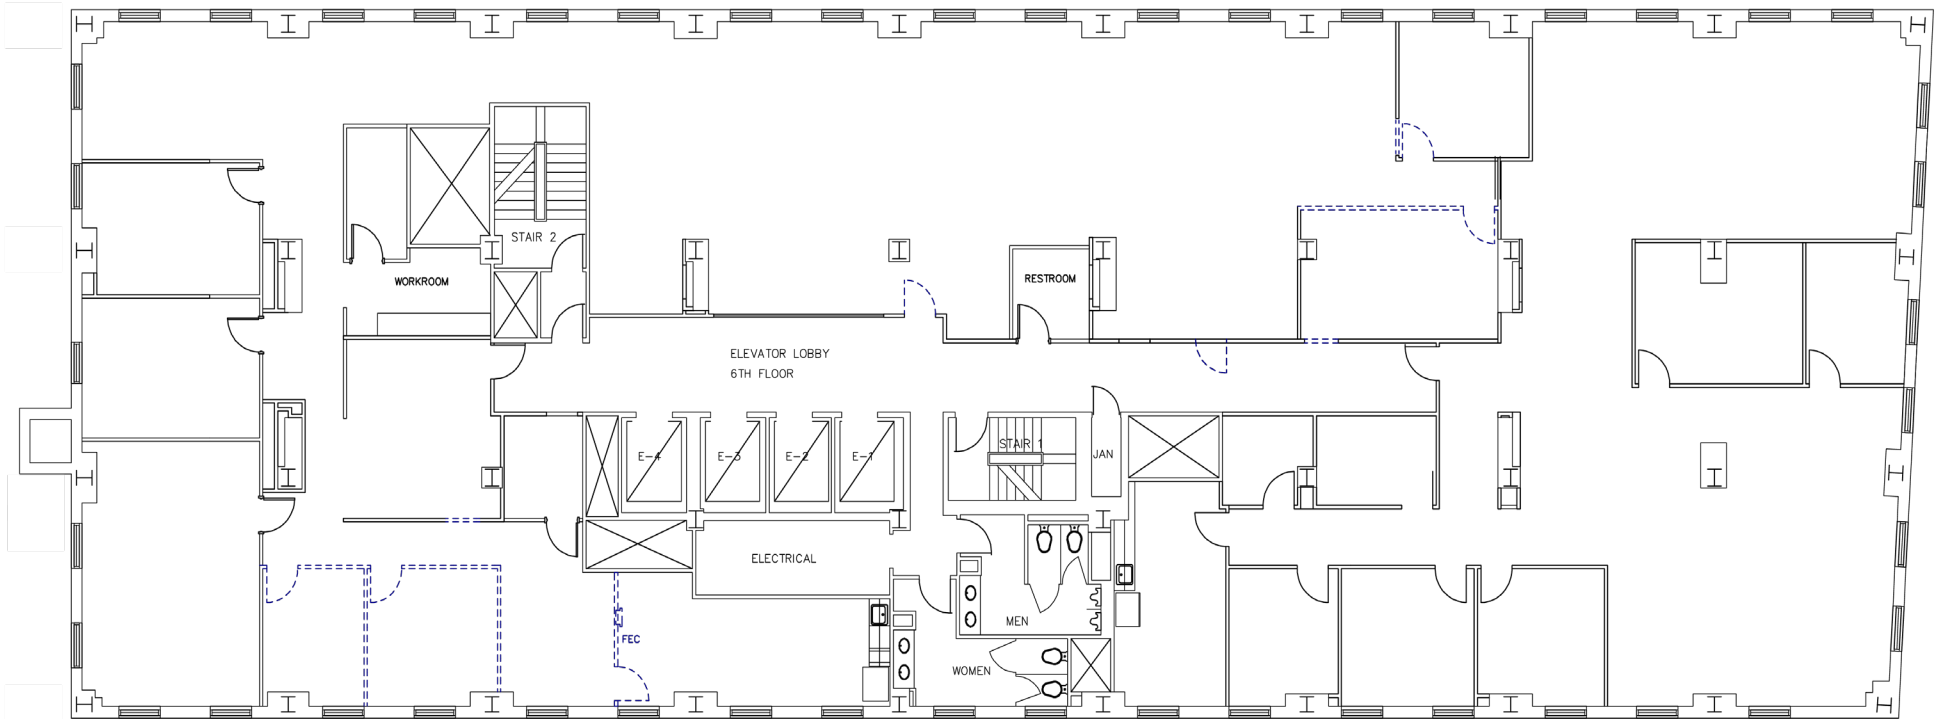 STAIR 2
WORKROOM
RESTROOM
ELEVATOR LOBBY
6TH FLOOR
STAIR 1
E-4
E-3
E-2
E-1
JAN
ELECTRICAL
MEN
FEC
WOMEN